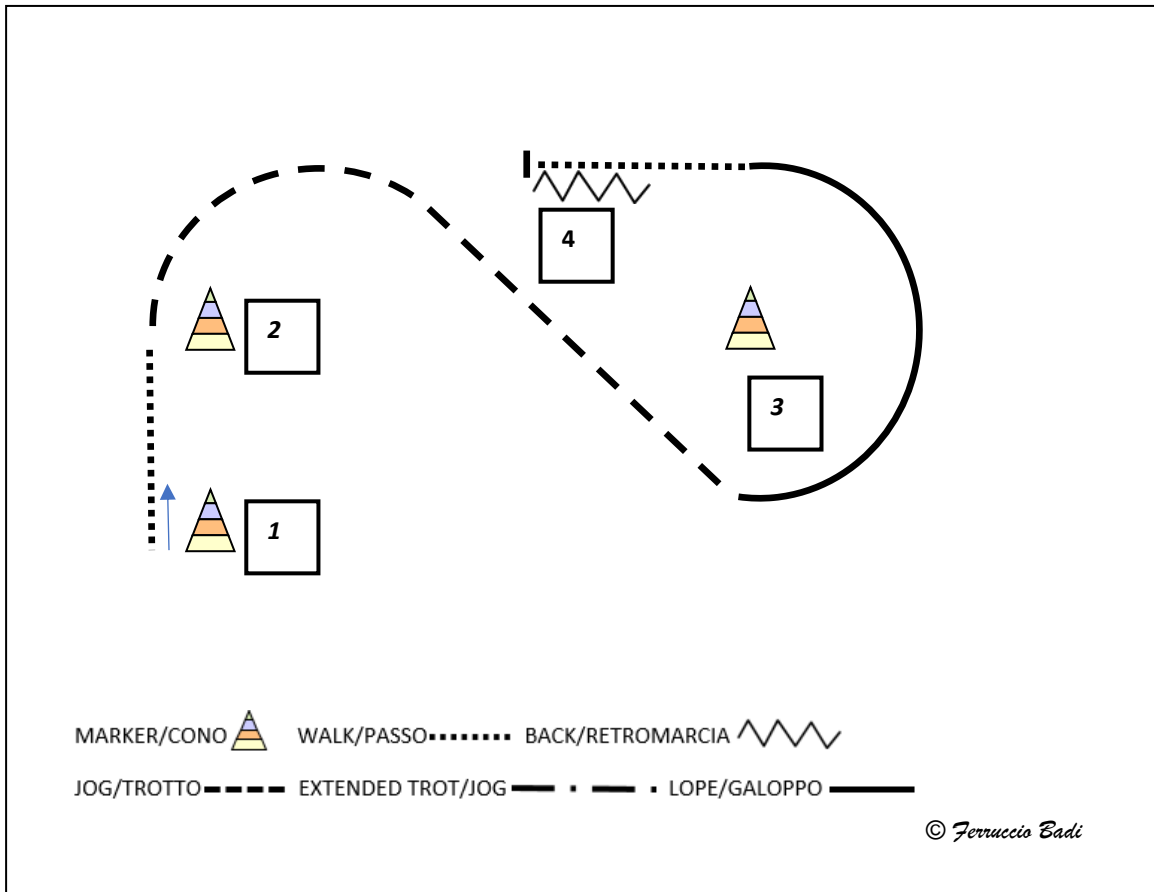 4
2
3
1
MARKER/CONO WALK/PASSO BACK/RETROMARCIA
JOG/TROTTO EXTENDED TROT/JOG LOPE/GALOPPO
© Ferruccio Badi